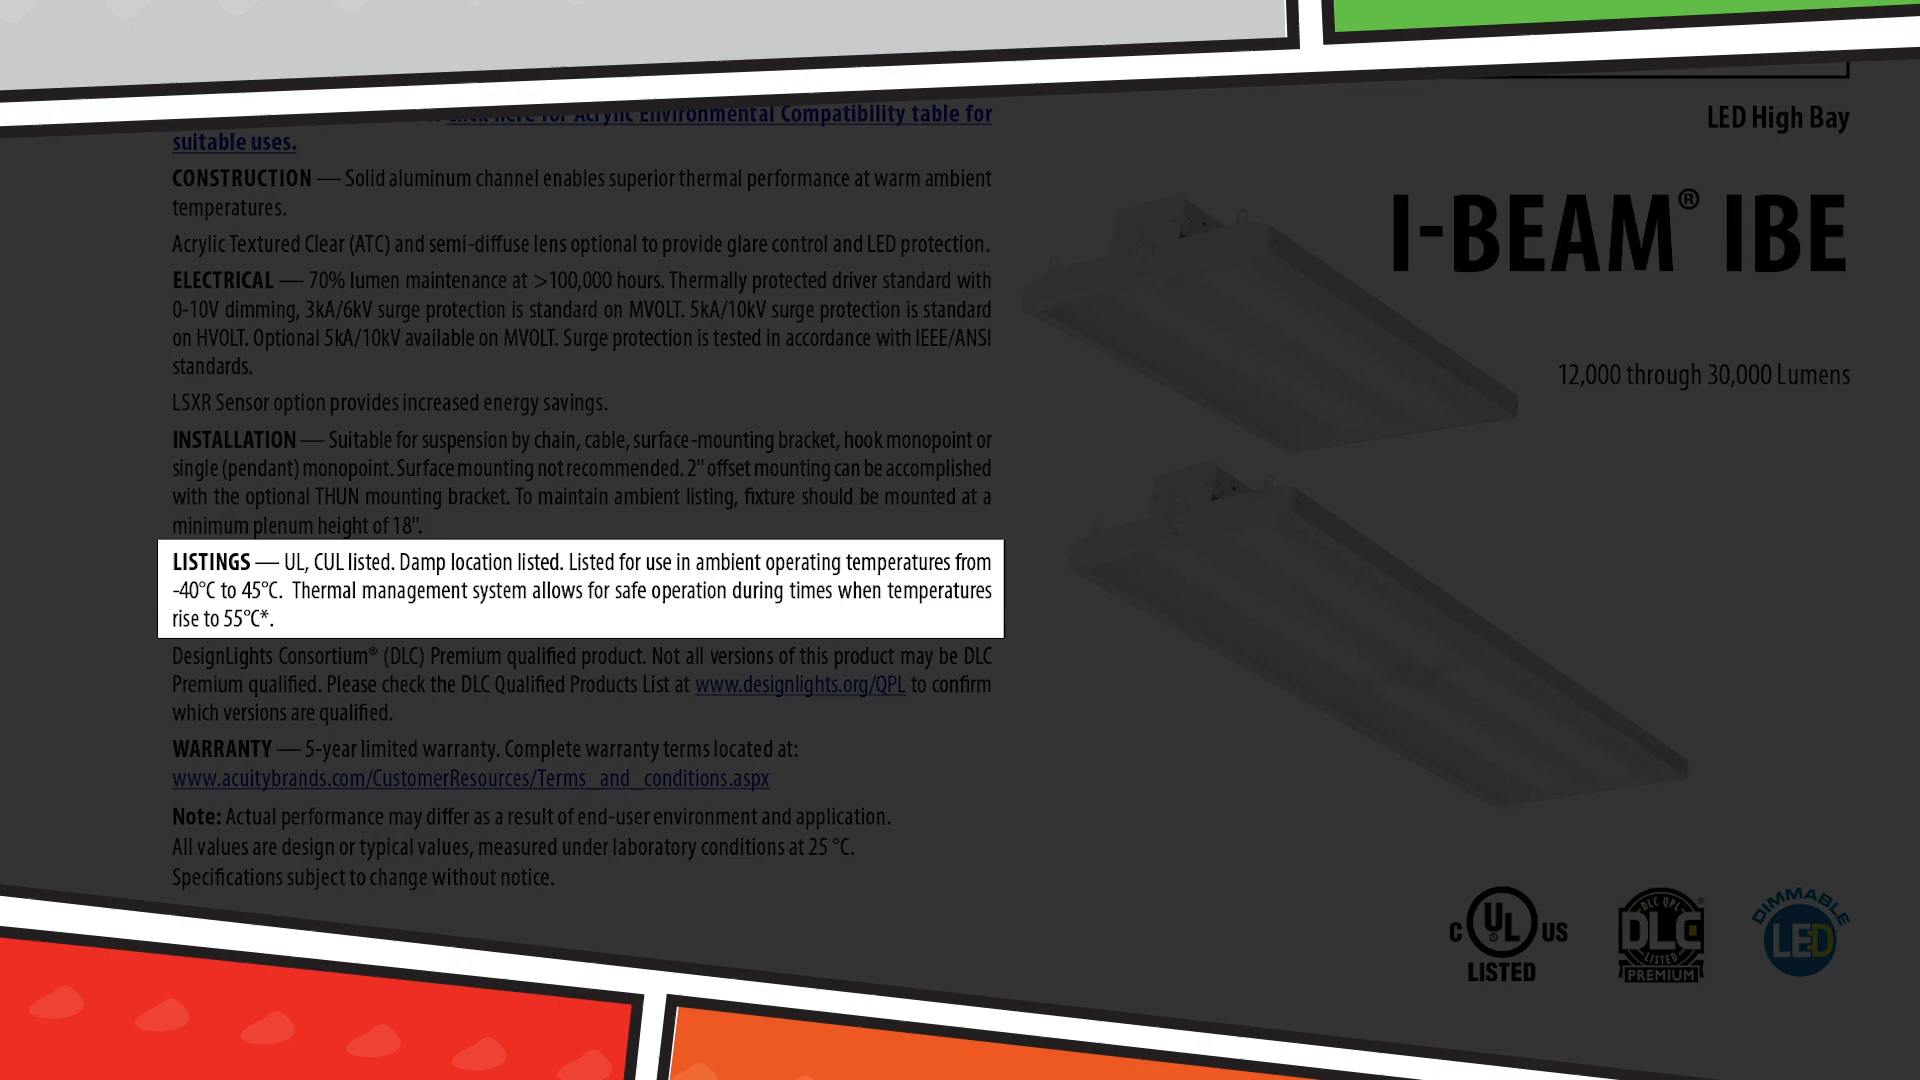 click here for Acrylic Environmental Compatibility table for
suitable uses.
CONSTRUCTION — Solid aluminum channel enables superior thermal performance at warm ambient
temperatures.
Acrylic Textured Clear (ATC) and semi-diffuse lens optional to provide glare control and LED protection.
ELECTRICAL — 70% lumen maintenance at >100,000 hours. Thermally protected driver standard with
0-10V dimming, 3kA/6kV surge protection is standard on MVOLT. 5kA/10kV surge protection is standard
on HVOLT. Optional 5kA/10kV available on MVOLT. Surge protection is tested in accordance with IEEE/ANSI
standards.
LSXR Sensor option provides increased energy savings.
INSTALLATION — Suitable for suspension by chain, cable, surface-mounting bracket, hook monopoint or
single (pendant) monopoint. Surface mounting not recommended. 2" offset mounting can be accomplished
with the optional THUN mounting bracket. To maintain ambient listing, fixture should be mounted at a
minimum plenum height of 18".
LISTINGS — UL, CUL listed. Damp location listed. Listed for use in ambient operating temperatures from
-40°C to 45°C. Thermal management system allows for safe operation during times when temperatures
rise to 55°C*.
DesignLights Consortium® (DLC) Premium qualified product. Not all versions of this product may be DLC
Premium qualified. Please check the DLC Qualified Products List at www.designlights.org/QPL to confirm
which versions are qualified.
WARRANTY — 5-year limited warranty. Complete warranty terms located at:
www.acuitybrands.com/CustomerResources/Terms_and_conditions.aspx
Note: Actual performance may differ as a result of end-user environment and application.
All values are design or typical values, measured under laboratory conditions at 25 °C.
Specifications subject to change without notice.
LED High Bay
I-BEAM® IBE
12,000 through 30,000 Lumens
C UL® US
LISTED
DLC QPL®
DLC
LISTED
PREMIUM
DIMMABLE
LED